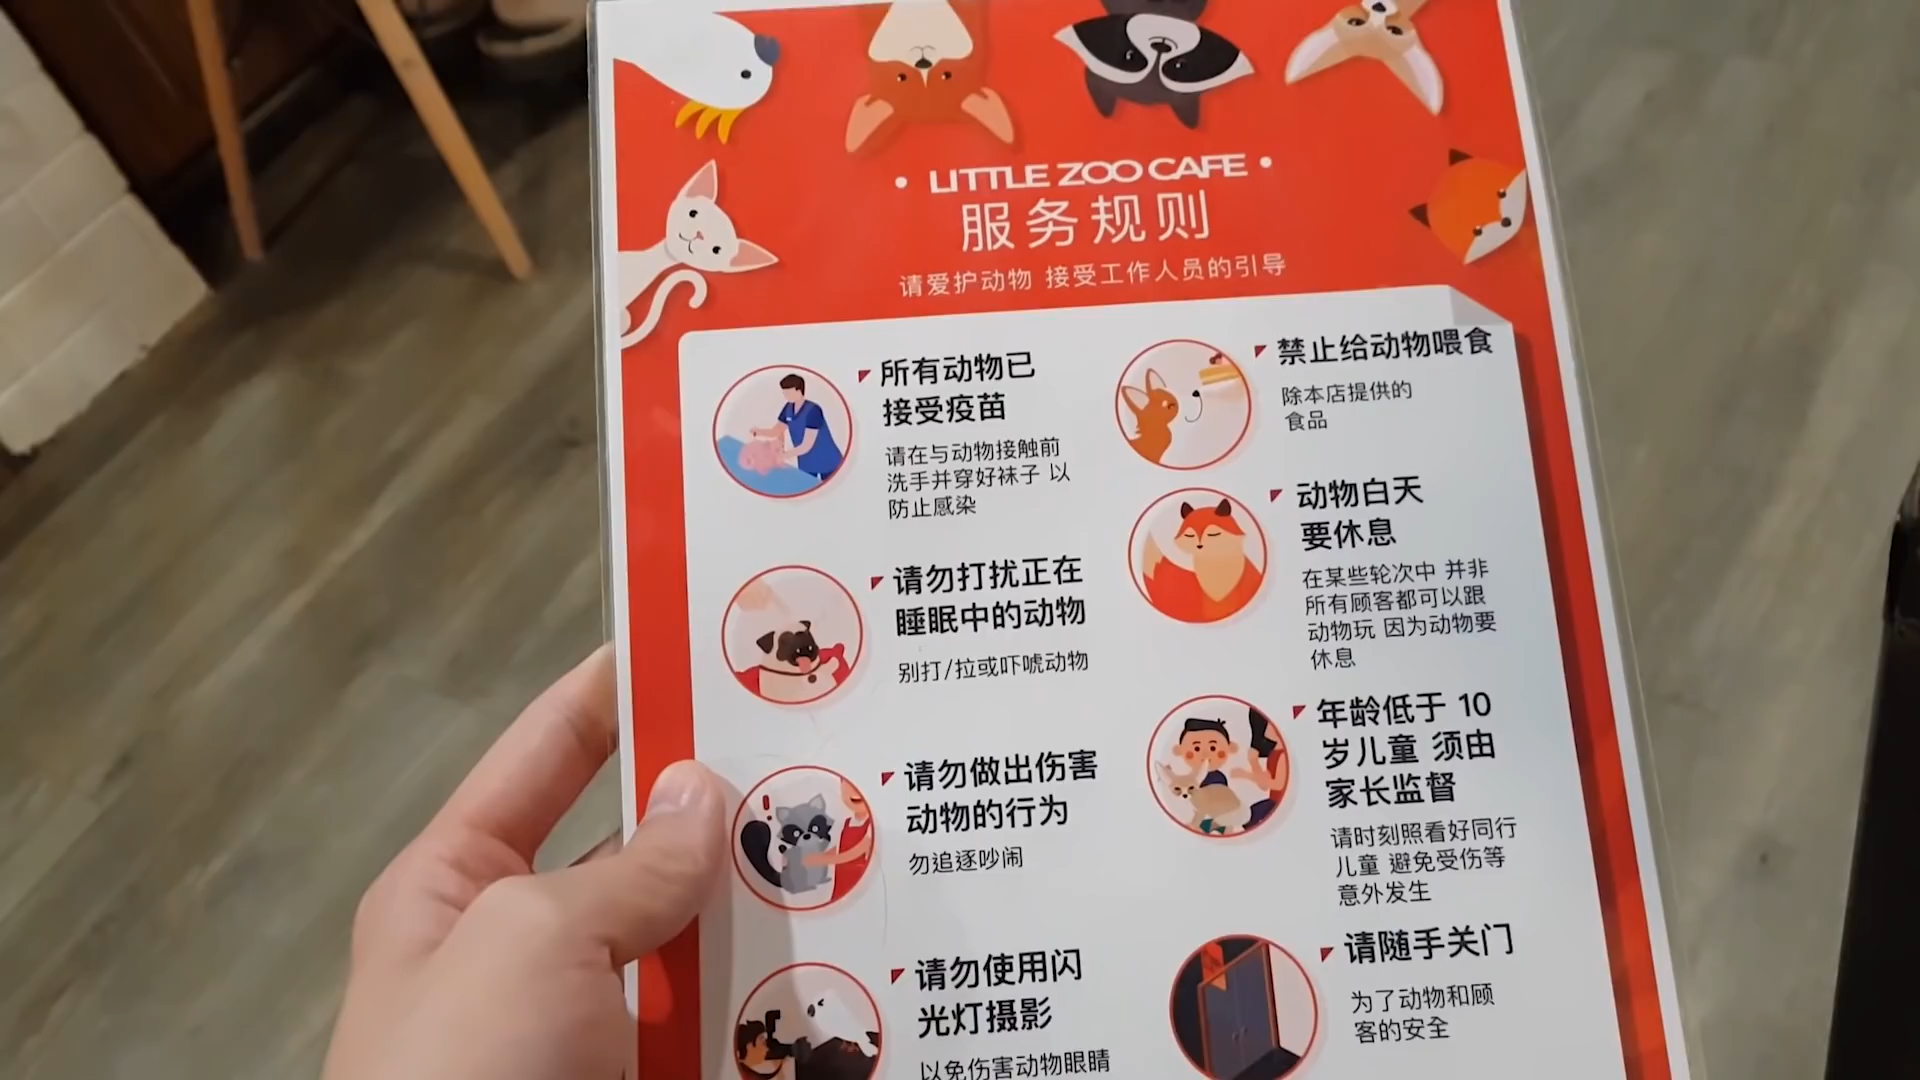 • LITTLE ZOO CAFE •
服务规则
请爱护动物 接受工作人员的引导
所有动物已
接受疫苗
请在与动物接触前
洗手并穿好袜子 以
防止感染
请勿打扰正在
睡眠中的动物
别打/拉或吓唬动物
请勿做出伤害
动物的行为
勿追逐吵闹
请勿使用闪
光灯摄影
以免伤害动物眼睛
禁止给动物喂食
除本店提供的
食品
动物白天
要休息
在某些轮次中 并非
所有顾客都可以跟
动物玩 因为动物要
休息
年龄低于 10
岁儿童 须由
家长监督
请时刻照看好同行
儿童 避免受伤等
意外发生
请随手关门
为了动物和顾
客的安全